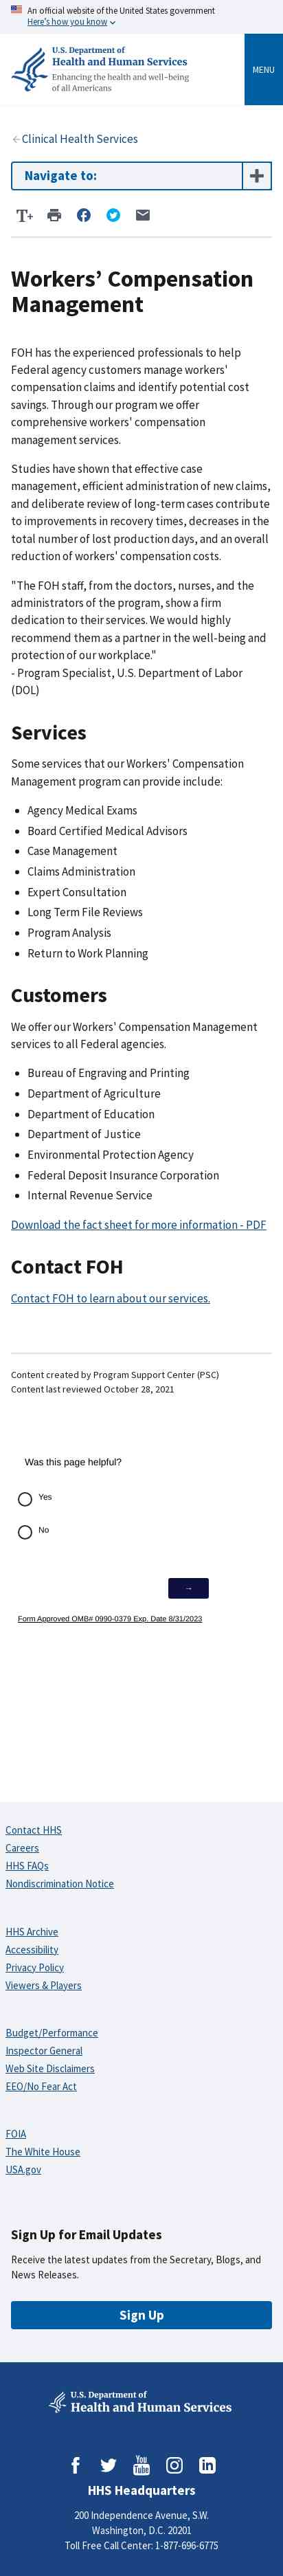 An official website of the United States government
Here's how you know
U.S. Department of
Health and Human Services
Enhancing the health and well-being
of all Americans
MENU
Clinical Health Services
Navigate to:
T+
Workers’ Compensation
Management
FOH has the experienced professionals to help
Federal agency customers manage workers'
compensation claims and identify potential cost
savings. Through our program we offer
comprehensive workers' compensation
management services.
Studies have shown that effective case
management, efficient administration of new claims,
and deliberate review of long-term cases contribute
to improvements in recovery times, decreases in the
total number of lost production days, and an overall
reduction of workers' compensation costs.
"The FOH staff, from the doctors, nurses, and the
administrators of the program, show a firm
dedication to their services. We would highly
recommend them as a partner in the well-being and
protection of our workplace."
- Program Specialist, U.S. Department of Labor
(DOL)
Services
Some services that our Workers' Compensation
Management program can provide include:
Agency Medical Exams
Board Certified Medical Advisors
Case Management
Claims Administration
Expert Consultation
Long Term File Reviews
Program Analysis
Return to Work Planning
Customers
We offer our Workers' Compensation Management
services to all Federal agencies.
Bureau of Engraving and Printing
Department of Agriculture
Department of Education
Department of Justice
Environmental Protection Agency
Federal Deposit Insurance Corporation
Internal Revenue Service
Download the fact sheet for more information - PDF
Contact FOH
Contact FOH to learn about our services.
Content created by Program Support Center (PSC)
Content last reviewed October 28, 2021
Was this page helpful?
Yes
No
→
Form Approved OMB# 0990-0379 Exp. Date 8/31/2023
Contact HHS
Careers
HHS FAQs
Nondiscrimination Notice
HHS Archive
Accessibility
Privacy Policy
Viewers & Players
Budget/Performance
Inspector General
Web Site Disclaimers
EEO/No Fear Act
FOIA
The White House
USA.gov
Sign Up for Email Updates
Receive the latest updates from the Secretary, Blogs, and
News Releases.
Sign Up
U.S. Department of
Health and Human Services
You Tube
HHS Headquarters
200 Independence Avenue, S.W.
Washington, D.C. 20201
Toll Free Call Center: 1-877-696-6775